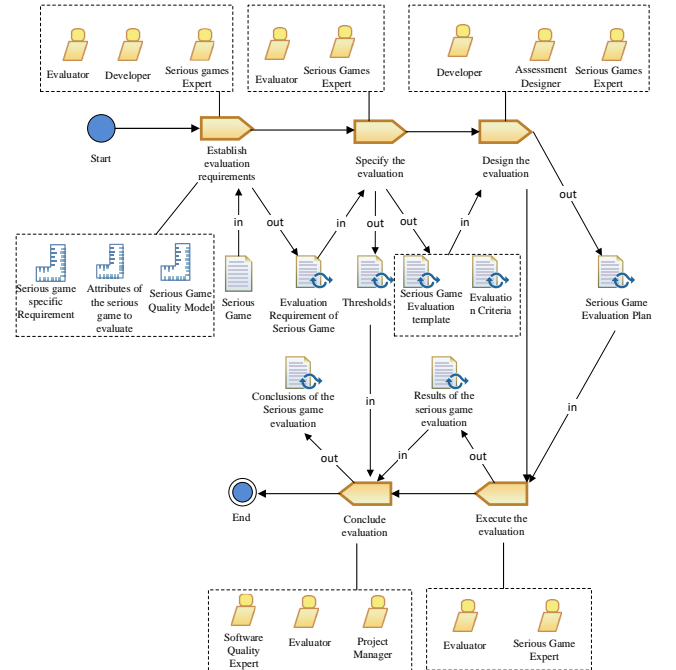 Evaluator
Developer
Serious games
Expert
Evaluator
Serious Games
Expert
Developer
Assessment
Designer
Serious Games
Expert
Start
Establish
evaluation
requirements
Specify the
evaluation
Design the
evaluation
in
out
in
out
out
in
out
Serious game
specific
Requirement
Attributes of
the serious
game to
evaluate
Serious Game
Quality Model
Serious
Game
Evaluation
Requirement of
Serious Game
Thresholds
Serious Game
Evaluation
template
Evaluatio
n Criteria
Serious Game
Evaluation Plan
Conclusions of the
Serious game
evaluation
in
Results of the
serious game
evaluation
in
out
in
out
End
Conclude
evaluation
Execute the
evaluation
Software
Quality
Expert
Evaluator
Project
Manager
Evaluator
Serious Game
Expert